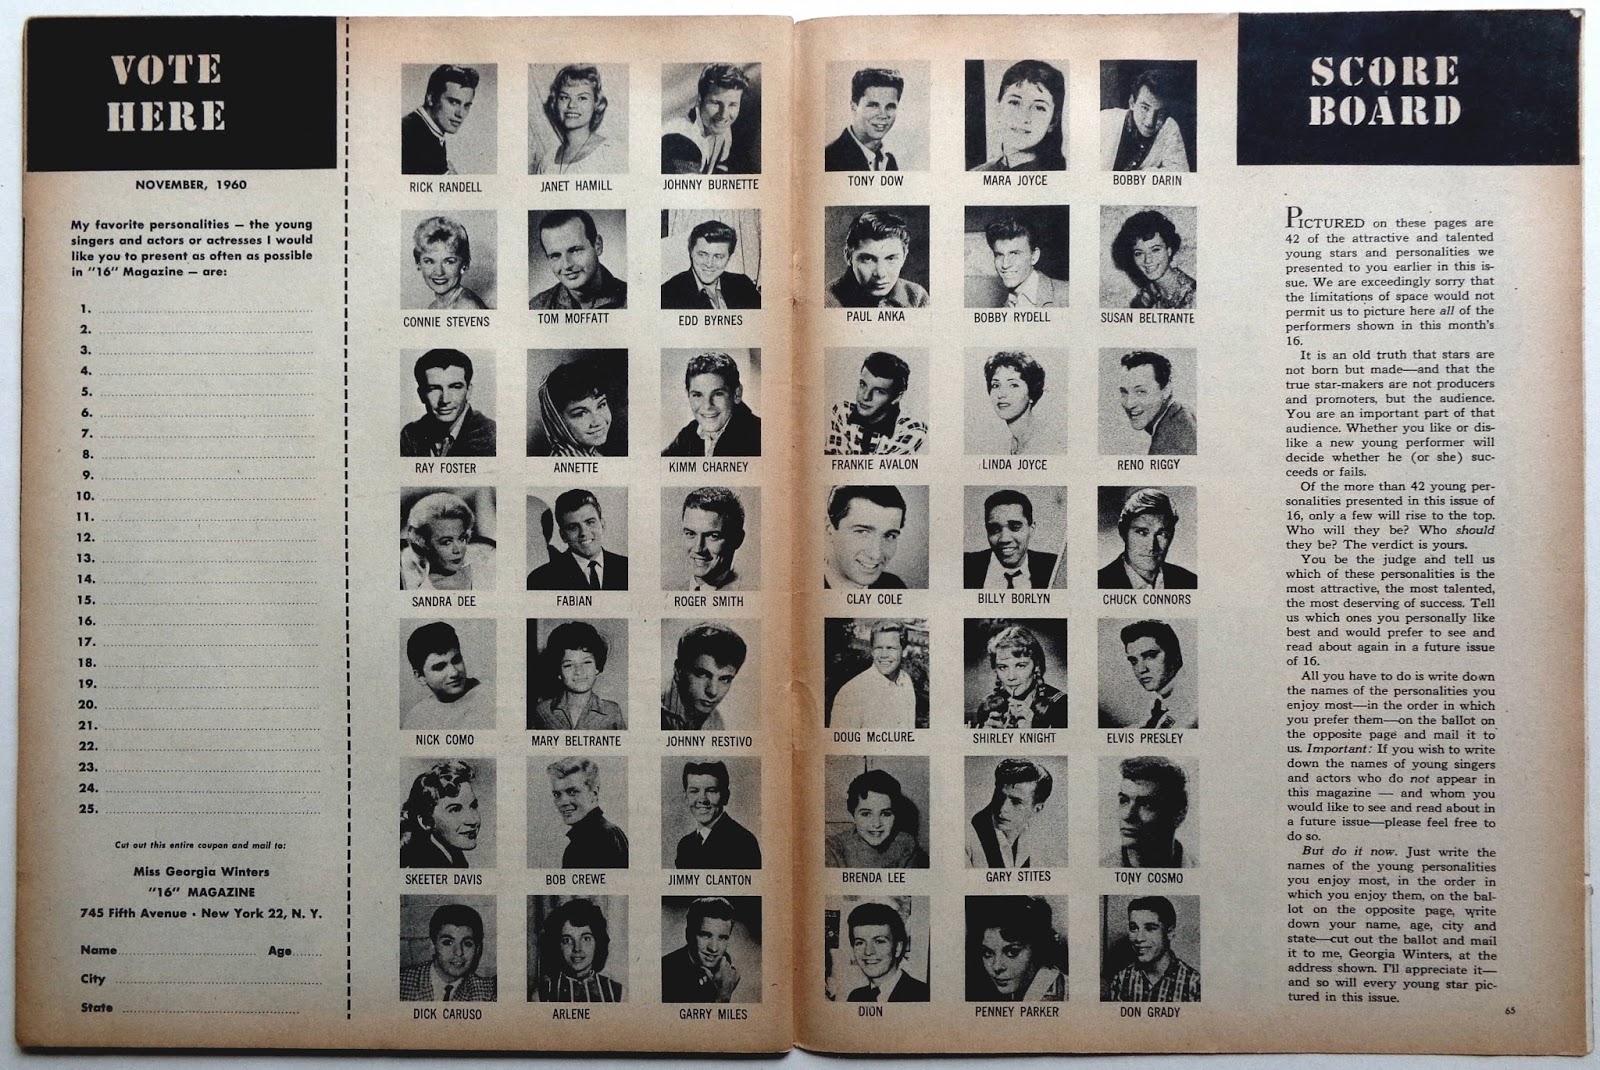 VOTE
HERE
NOVEMBER, 1960
My favorite personalities — the young
singers and actors or actresses I would
like you to present as often as possible
in "16" Magazine — are:
1.
2.
3.
4.
5.
6.
7.
8.
9.
10.
11.
12.
13.
14.
15.
16.
17.
18.
19.
20.
21.
22.
23.
24.
25.
Cut out this entire coupon and mail to:
Miss Georgia Winters
"16" MAGAZINE
745 Fifth Avenue • New York 22, N. Y.
Name Age
City
State
RICK RANDELL JANET HAMILL JOHNNY BURNETTE
CONNIE STEVENS TOM MOFFATT EDD BYRNES
RAY FOSTER ANNETTE KIMM CHARNEY
SANDRA DEE FABIAN ROGER SMITH
NICK COMO MARY BELTRANTE JOHNNY RESTIVO
SKEETER DAVIS BOB CREWE JIMMY CLANTON
DICK CARUSO ARLENE GARRY MILES
TONY DOW MARA JOYCE BOBBY DARIN
PAUL ANKA BOBBY RYDELL SUSAN BELTRANTE
FRANKIE AVALON LINDA JOYCE RENO RIGGY
CLAY COLE BILLY BORLYN CHUCK CONNORS
DOUG McCLURE SHIRLEY KNIGHT ELVIS PRESLEY
BRENDA LEE GARY STITES TONY COSMO
DION PENNEY PARKER DON GRADY
SCORE
BOARD
PICTURED on these pages are
42 of the attractive and talented
young stars and personalities we
presented to you earlier in this is-
sue. We are exceedingly sorry that
the limitations of space would not
permit us to picture here all of the
performers shown in this month's
16.
It is an old truth that stars are
not born but made—and that the
true star-makers are not producers
and promoters, but the audience.
You are an important part of that
audience. Whether you like or dis-
like a new young performer will
decide whether he (or she) suc-
ceeds or fails.
Of the more than 42 young per-
sonalities presented in this issue of
16, only a few will rise to the top.
Who will they be? Who should
they be? The verdict is yours.
You be the judge and tell us
which of these personalities is the
most attractive, the most talented,
the most deserving of success. Tell
us which ones you personally like
best and would prefer to see and
read about again in a future issue
of 16.
All you have to do is write down
the names of the personalities you
enjoy most—in the order in which
you prefer them—on the ballot on
the opposite page and mail it to
us. Important: If you wish to write
down the names of young singers
and actors who do not appear in
this magazine — and whom you
would like to see and read about in
a future issue—please feel free to
do so.
But do it now. Just write the
names of the young personalities
you enjoy most, in the order in
which you enjoy them, on the bal-
lot on the opposite page, write
down your name, age, city and
state—cut out the ballot and mail
it to me, Georgia Winters, at the
address shown. I'll appreciate it—
and so will every young star pic-
tured in this issue.
65